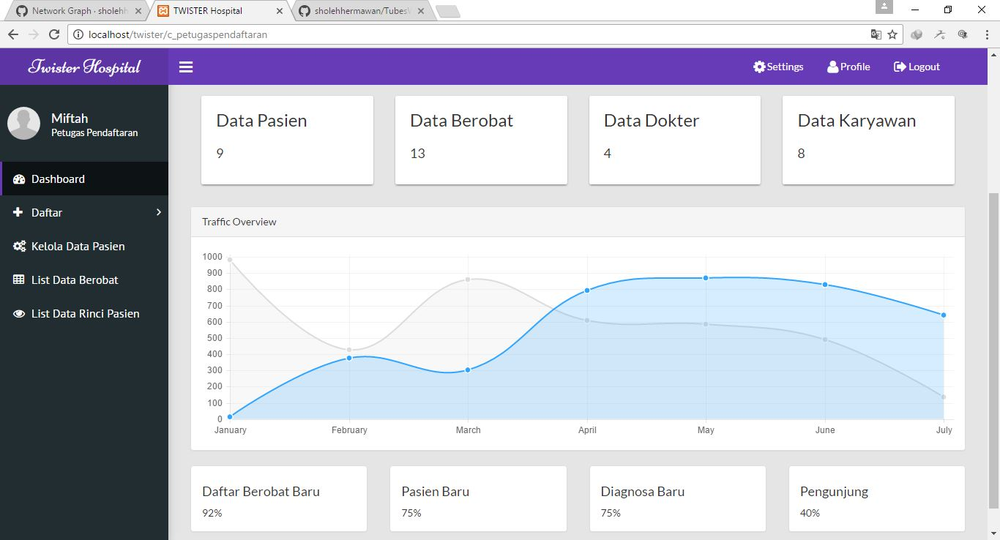 Network Graph · sholehh
TWISTER Hospital
sholehhermawan/Tubes
localhost/twister/c_petugaspendaftaran
Twister Hospital
Settings
Profile
Logout
Miftah
Petugas Pendaftaran
Dashboard
Daftar
Kelola Data Pasien
List Data Berobat
List Data Rinci Pasien
Data Pasien
9
Data Berobat
13
Data Dokter
4
Data Karyawan
8
Traffic Overview
1000
900
800
700
600
500
400
300
200
100
0
January February March April May June July
Daftar Berobat Baru
92%
Pasien Baru
75%
Diagnosa Baru
75%
Pengunjung
40%